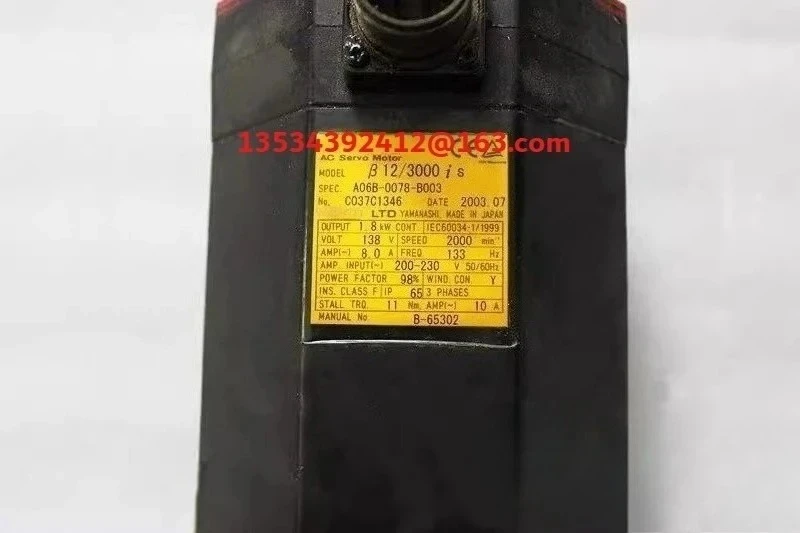 13534392412@163.com
AC Servo Motor CE
MODEL β 12/3000 i s
SPEC. A06B-0078-B003
No. C037C1346 DATE 2003.07
LTD YAMANASHI, MADE IN JAPAN
OUTPUT 1.8 kW CONT. IEC60034-1/1999
VOLT 138 V SPEED 2000 min⁻¹
AMP(~) 8.0 A FREQ 133 Hz
AMP. INPUT(~) 200-230 V 50/60Hz
POWER FACTOR 98% WIND. CON. Y
INS. CLASS F IP 65 3 PHASES
STALL TRQ. 11 Nm, AMP(~) 10 A
MANUAL No. B-65302